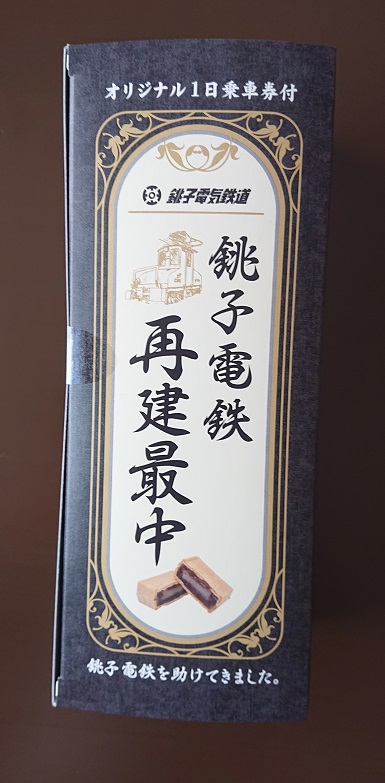 オリジナル1日乗車券付
銚子電気鉄道
銚子電鉄
再建最中
銚子電鉄を助けてきました。